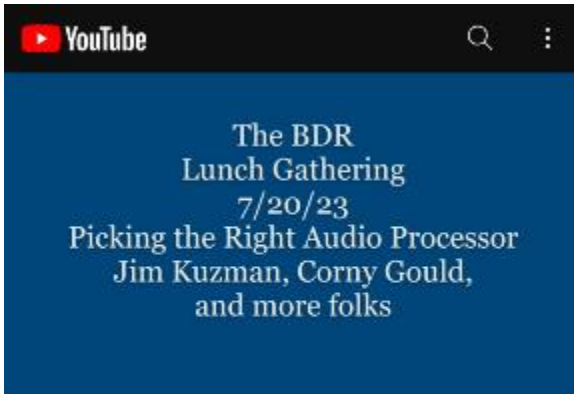 YouTube
The BDR
Lunch Gathering
7/20/23
Picking the Right Audio Processor
Jim Kuzman, Corny Gould,
and more folks